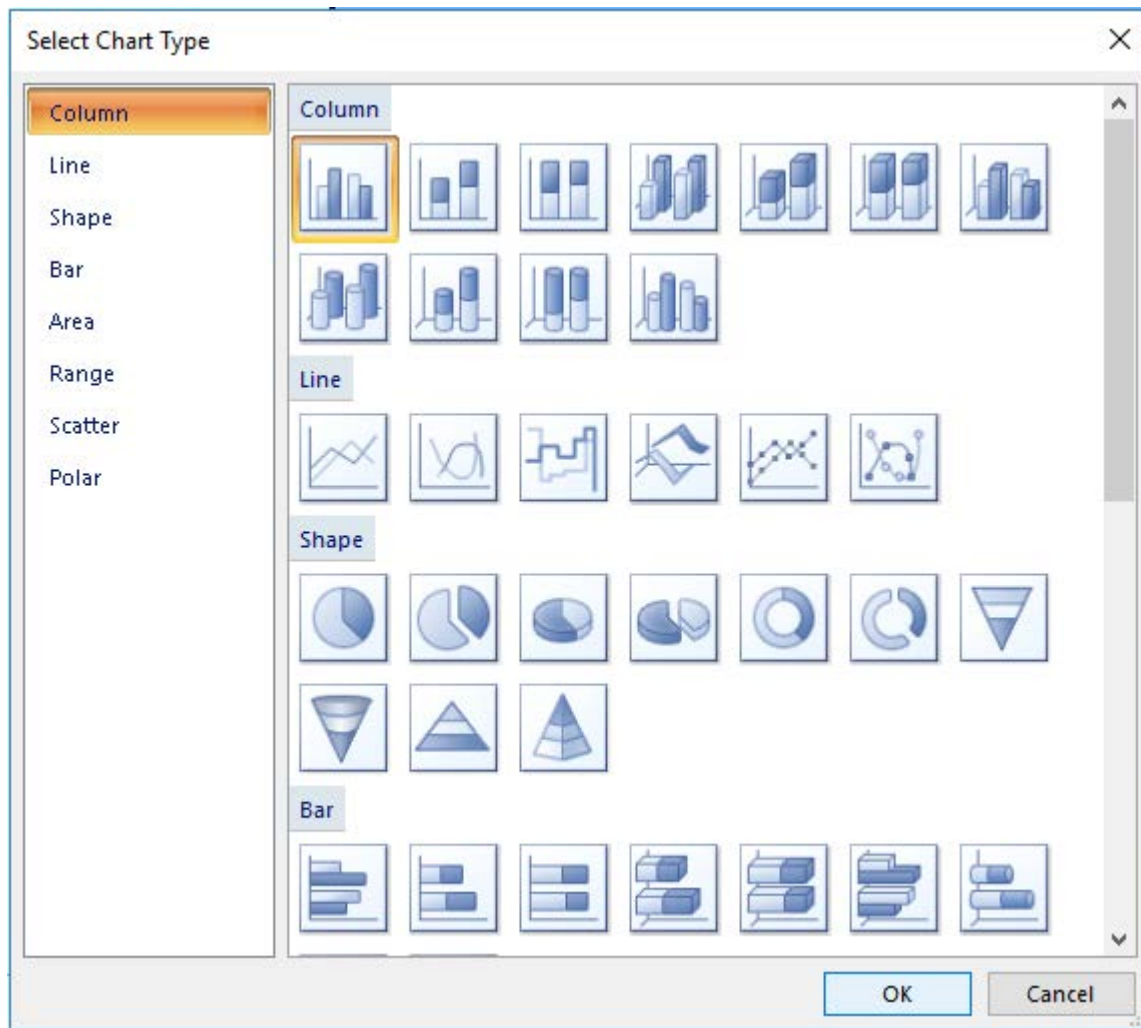 Select Chart Type
Column
Line
Shape
Bar
Area
Range
Scatter
Polar
Column
Line
Shape
Bar
OK
Cancel